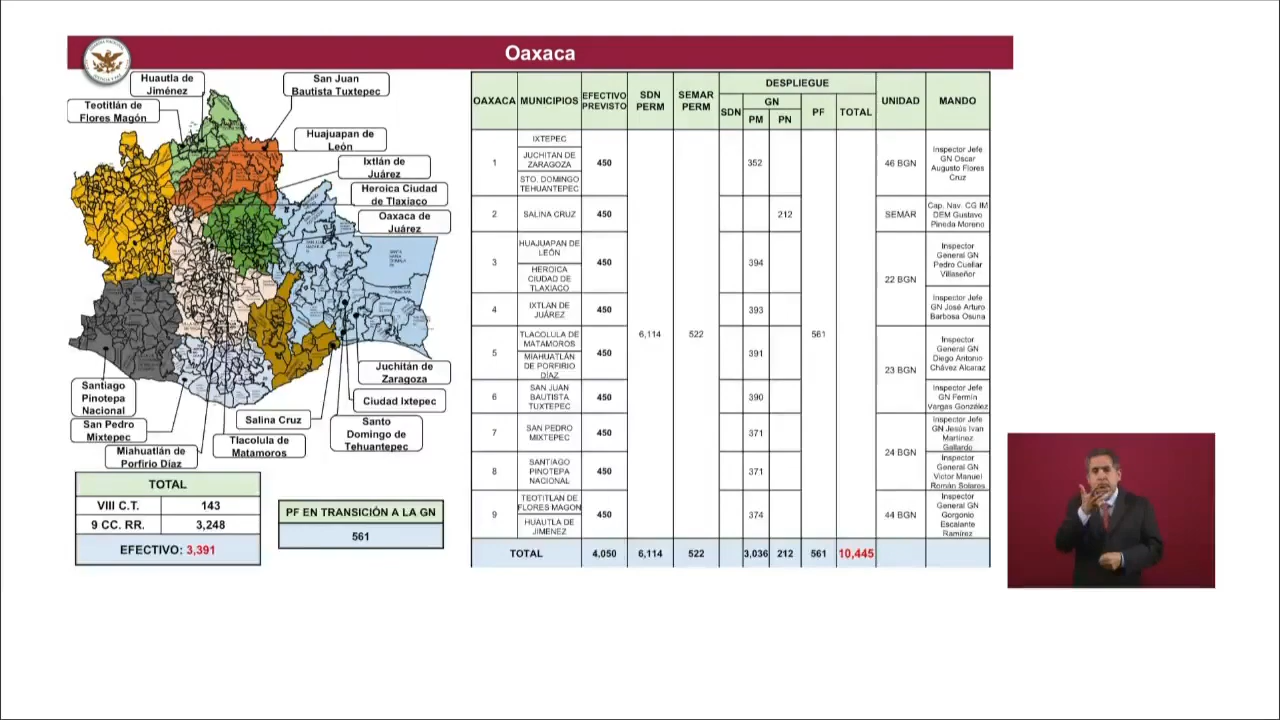 Oaxaca
Huautla de
Jiménez
San Juan
Bautista Tuxtepec
Teotitlán de
Flores Magón
Huajuapan de
León
Ixtlán de
Juárez
Heroica Ciudad
de Tlaxiaco
Oaxaca de
Juárez
Juchitán de
Zaragoza
Ciudad Ixtepec
Santo
Domingo de
Tehuantepec
Salina Cruz
Tlacolula de
Matamoros
Santiago
Pinotepa
Nacional
San Pedro
Mixtepec
Miahuatlán de
Porfirio Díaz
TOTAL
VIII C.T. 143
9 CC. RR. 3,248
EFECTIVO: 3,391
PF EN TRANSICIÓN A LA GN
561
OAXACA MUNICIPIOS EFECTIVO PREVISTO SDN PERM SEMAR PERM DESPLIEGUE UNIDAD MANDO
SDN GN PF TOTAL
PM PN
1 IXTEPEC 450 352 46 BGN
JUCHITAN DE
ZARAGOZA
STO. DOMINGO
TEHUANTEPEC
Inspector Jefe
GN Oscar
Augusto Flores
Cruz
2 SALINA CRUZ 450 212 SEMAR
Cap. Nav. CG IM
DEM Gustavo
Pineda Moreno
3 HUAJUAPAN DE
LEÓN
HEROICA
CIUDAD DE
TLAXIACO
450 394 22 BGN
Inspector
General GN
Pedro Cuellar
Villaseñor
4 IXTLAN DE
JUÁREZ
450 393
Inspector Jefe
GN José Arturo
Barbosa Osuna
6,114 522 561
5 TLACOLULA DE
MATAMOROS
MIAHUATLÁN
DE PORFIRIO
DÍAZ
450 391 23 BGN
Inspector
General GN
Diego Antonio
Chávez Alcaraz
6 SAN JUAN
BAUTISTA
TUXTEPEC
450 390
Inspector Jefe
GN Fermín
Vargas González
7 SAN PEDRO
MIXTEPEC
450 371 24 BGN
Inspector Jefe
GN Jesús Ivan
Martínez
Gallardo
8 SANTIAGO
PINOTEPA
NACIONAL
450 371
Inspector
General GN
Victor Manuel
Román Solares
9 TEOTITLAN DE
FLORES MAGON
HUAUTLA DE
JIMENEZ
450 374 44 BGN
Inspector
General GN
Gorgonio
Escalante
Ramírez
TOTAL 4,050 6,114 522 3,036 212 561 10,445